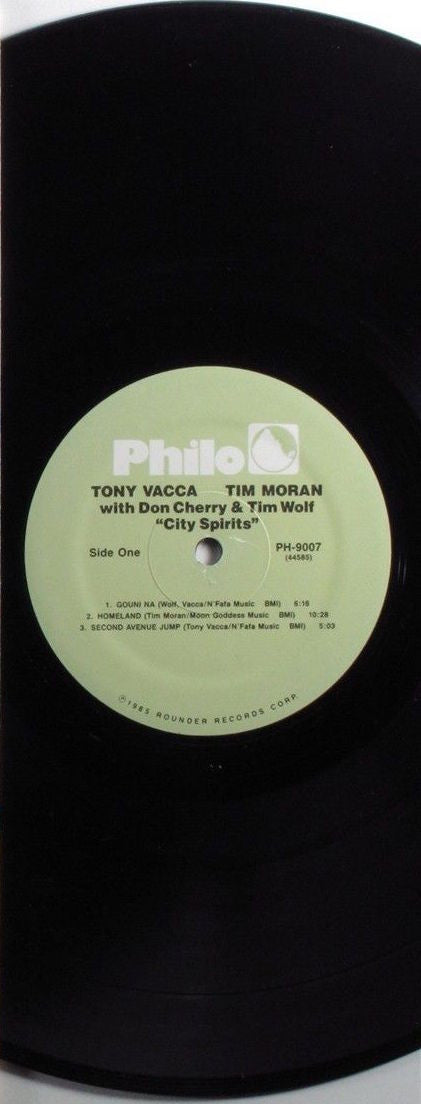 Philo
TONY VACCA TIM MORAN
with Don Cherry & Tim Wolf
"City Spirits"
Side One PH-9007
(44585)
1. GOUNI NA (Wolf, Vacca/N'Fafa Music BMI) 6:15
2. HOMELAND (Tim Moran/Moon Goddess Music BMI) 10:28
3. SECOND AVENUE JUMP (Tony Vacca/N'Fafa Music BMI) 5:03
℗1985 ROUNDER RECORDS CORP.